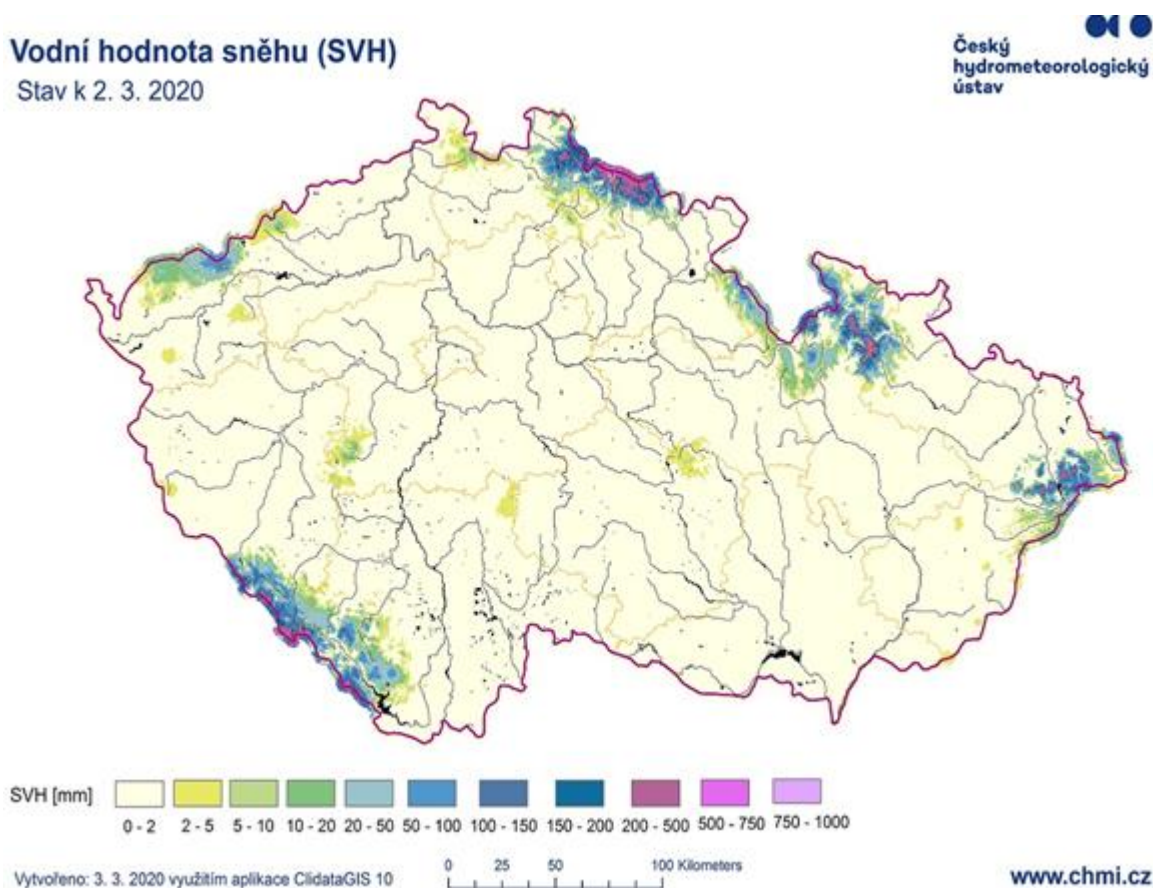 Vodní hodnota sněhu (SVH)
Stav k 2. 3. 2020
Český
hydrometeorologický
ústav
SVH [mm]
0 - 2
2 - 5
5 - 10
10 - 20
20 - 50
50 - 100
100 - 150
150 - 200
200 - 500
500 - 750
750 - 1000
Vytvořeno: 3. 3. 2020 využitím aplikace ClidataGIS 10
0 25 50 100 Kilometers
www.chmi.cz